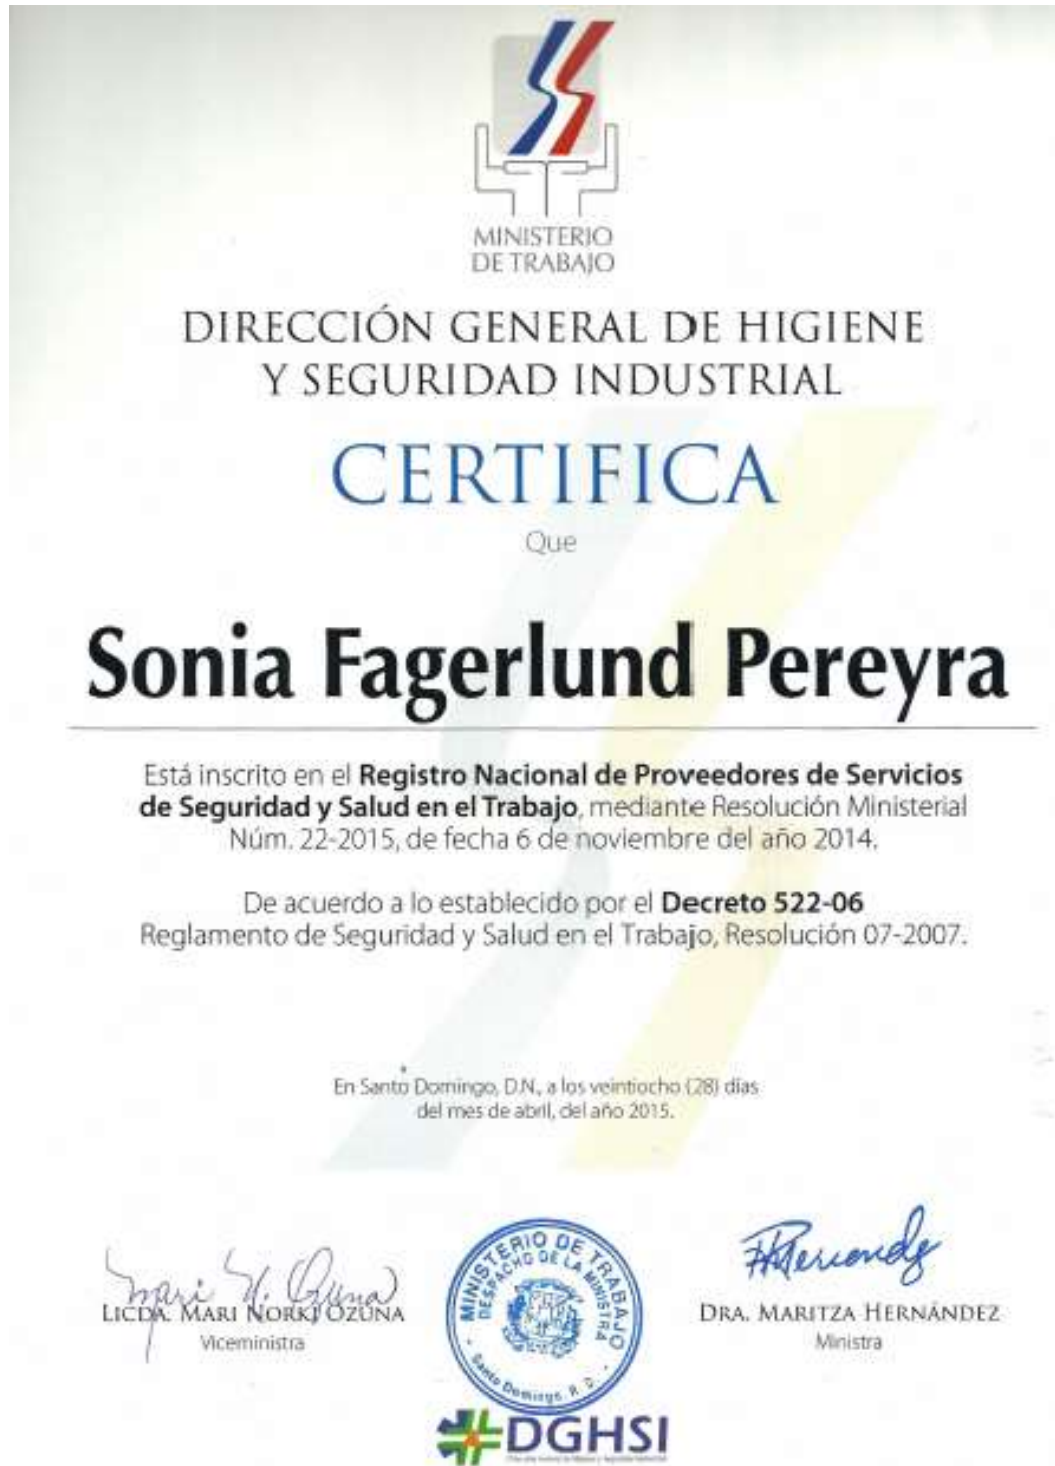 MINISTERIO
DE TRABAJO
DIRECCIÓN GENERAL DE HIGIENE
Y SEGURIDAD INDUSTRIAL
CERTIFICA
Que
Sonia Fagerlund Pereyra
Está inscrito en el Registro Nacional de Proveedores de Servicios
de Seguridad y Salud en el Trabajo, mediante Resolución Ministerial
Núm. 22-2015, de fecha 6 de noviembre del año 2014.
De acuerdo a lo establecido por el Decreto 522-06
Reglamento de Seguridad y Salud en el Trabajo, Resolución 07-2007.
En Santo Domingo, D.N., a los veintiocho (28) días
del mes de abril, del año 2015.
Mari N. Ozuna
LICDA. MARI NORKI OZUNA
Viceministra
MINISTERIO DE TRABAJO
DESPACHO DE LA MINISTRA
Santo Domingo, R. D.
DRA. MARITZA HERNÁNDEZ
Ministra
DGHSI